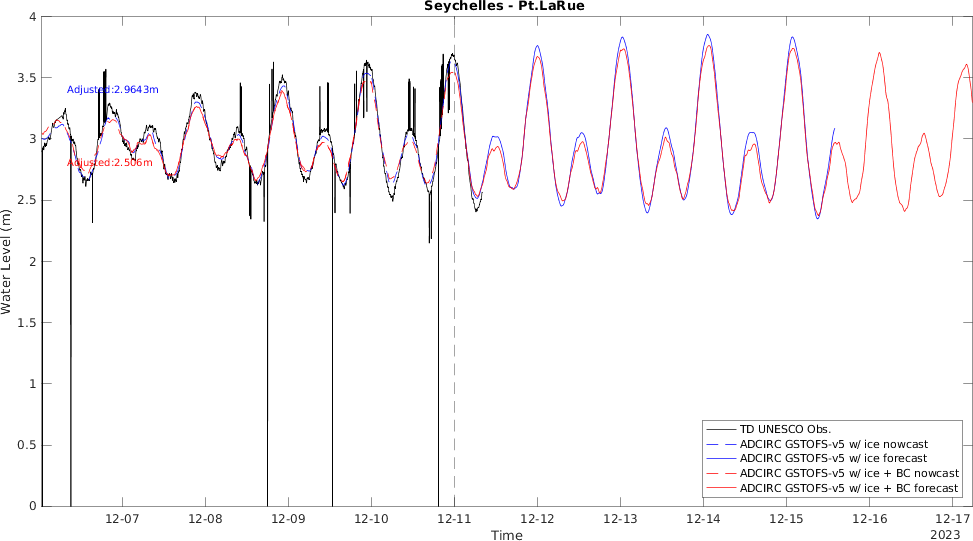 Seychelles - Pt.LaRue
4
3.5
3
2.5
2
1.5
1
0.5
0
Water Level (m)
Adjusted:2.9643m
Adjusted:2.506m
TD UNESCO Obs.
ADCIRC GSTOFS-v5 w/ ice nowcast
ADCIRC GSTOFS-v5 w/ ice forecast
ADCIRC GSTOFS-v5 w/ ice + BC nowcast
ADCIRC GSTOFS-v5 w/ ice + BC forecast
12-07 12-08 12-09 12-10 12-11 12-12 12-13 12-14 12-15 12-16 12-17
Time 2023